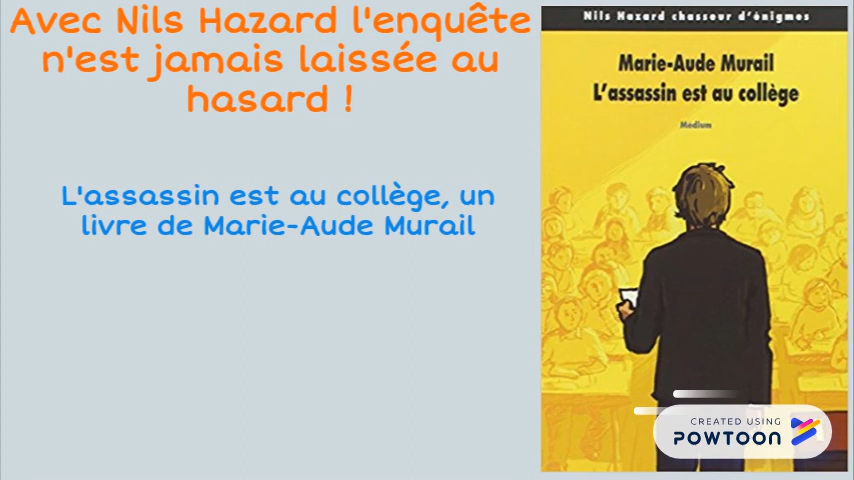 Avec Nils Hazard l'enquête
n'est jamais laissée au
hasard !
L'assassin est au collège, un
livre de Marie-Aude Murail
Nils Hazard chasseur d'énigmes
Marie-Aude Murail
L'assassin est au collège
Médium
CREATED USING
POWTOON